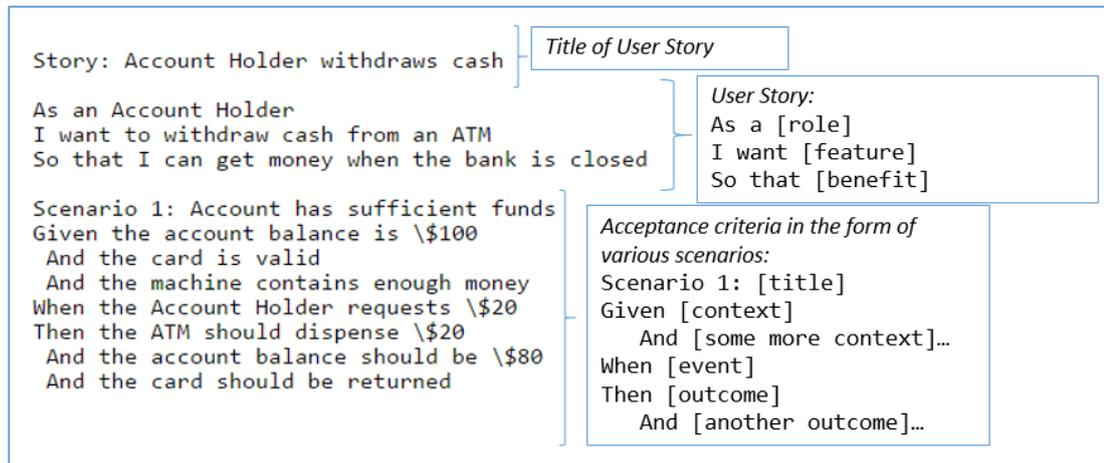 Story: Account Holder withdraws cash
Title of User Story
As an Account Holder
I want to withdraw cash from an ATM
So that I can get money when the bank is closed
User Story:
As a [role]
I want [feature]
So that [benefit]
Scenario 1: Account has sufficient funds
Given the account balance is \$100
And the card is valid
And the machine contains enough money
When the Account Holder requests \$20
Then the ATM should dispense \$20
And the account balance should be \$80
And the card should be returned
Acceptance criteria in the form of
various scenarios:
Scenario 1: [title]
Given [context]
And [some more context]…
When [event]
Then [outcome]
And [another outcome]…